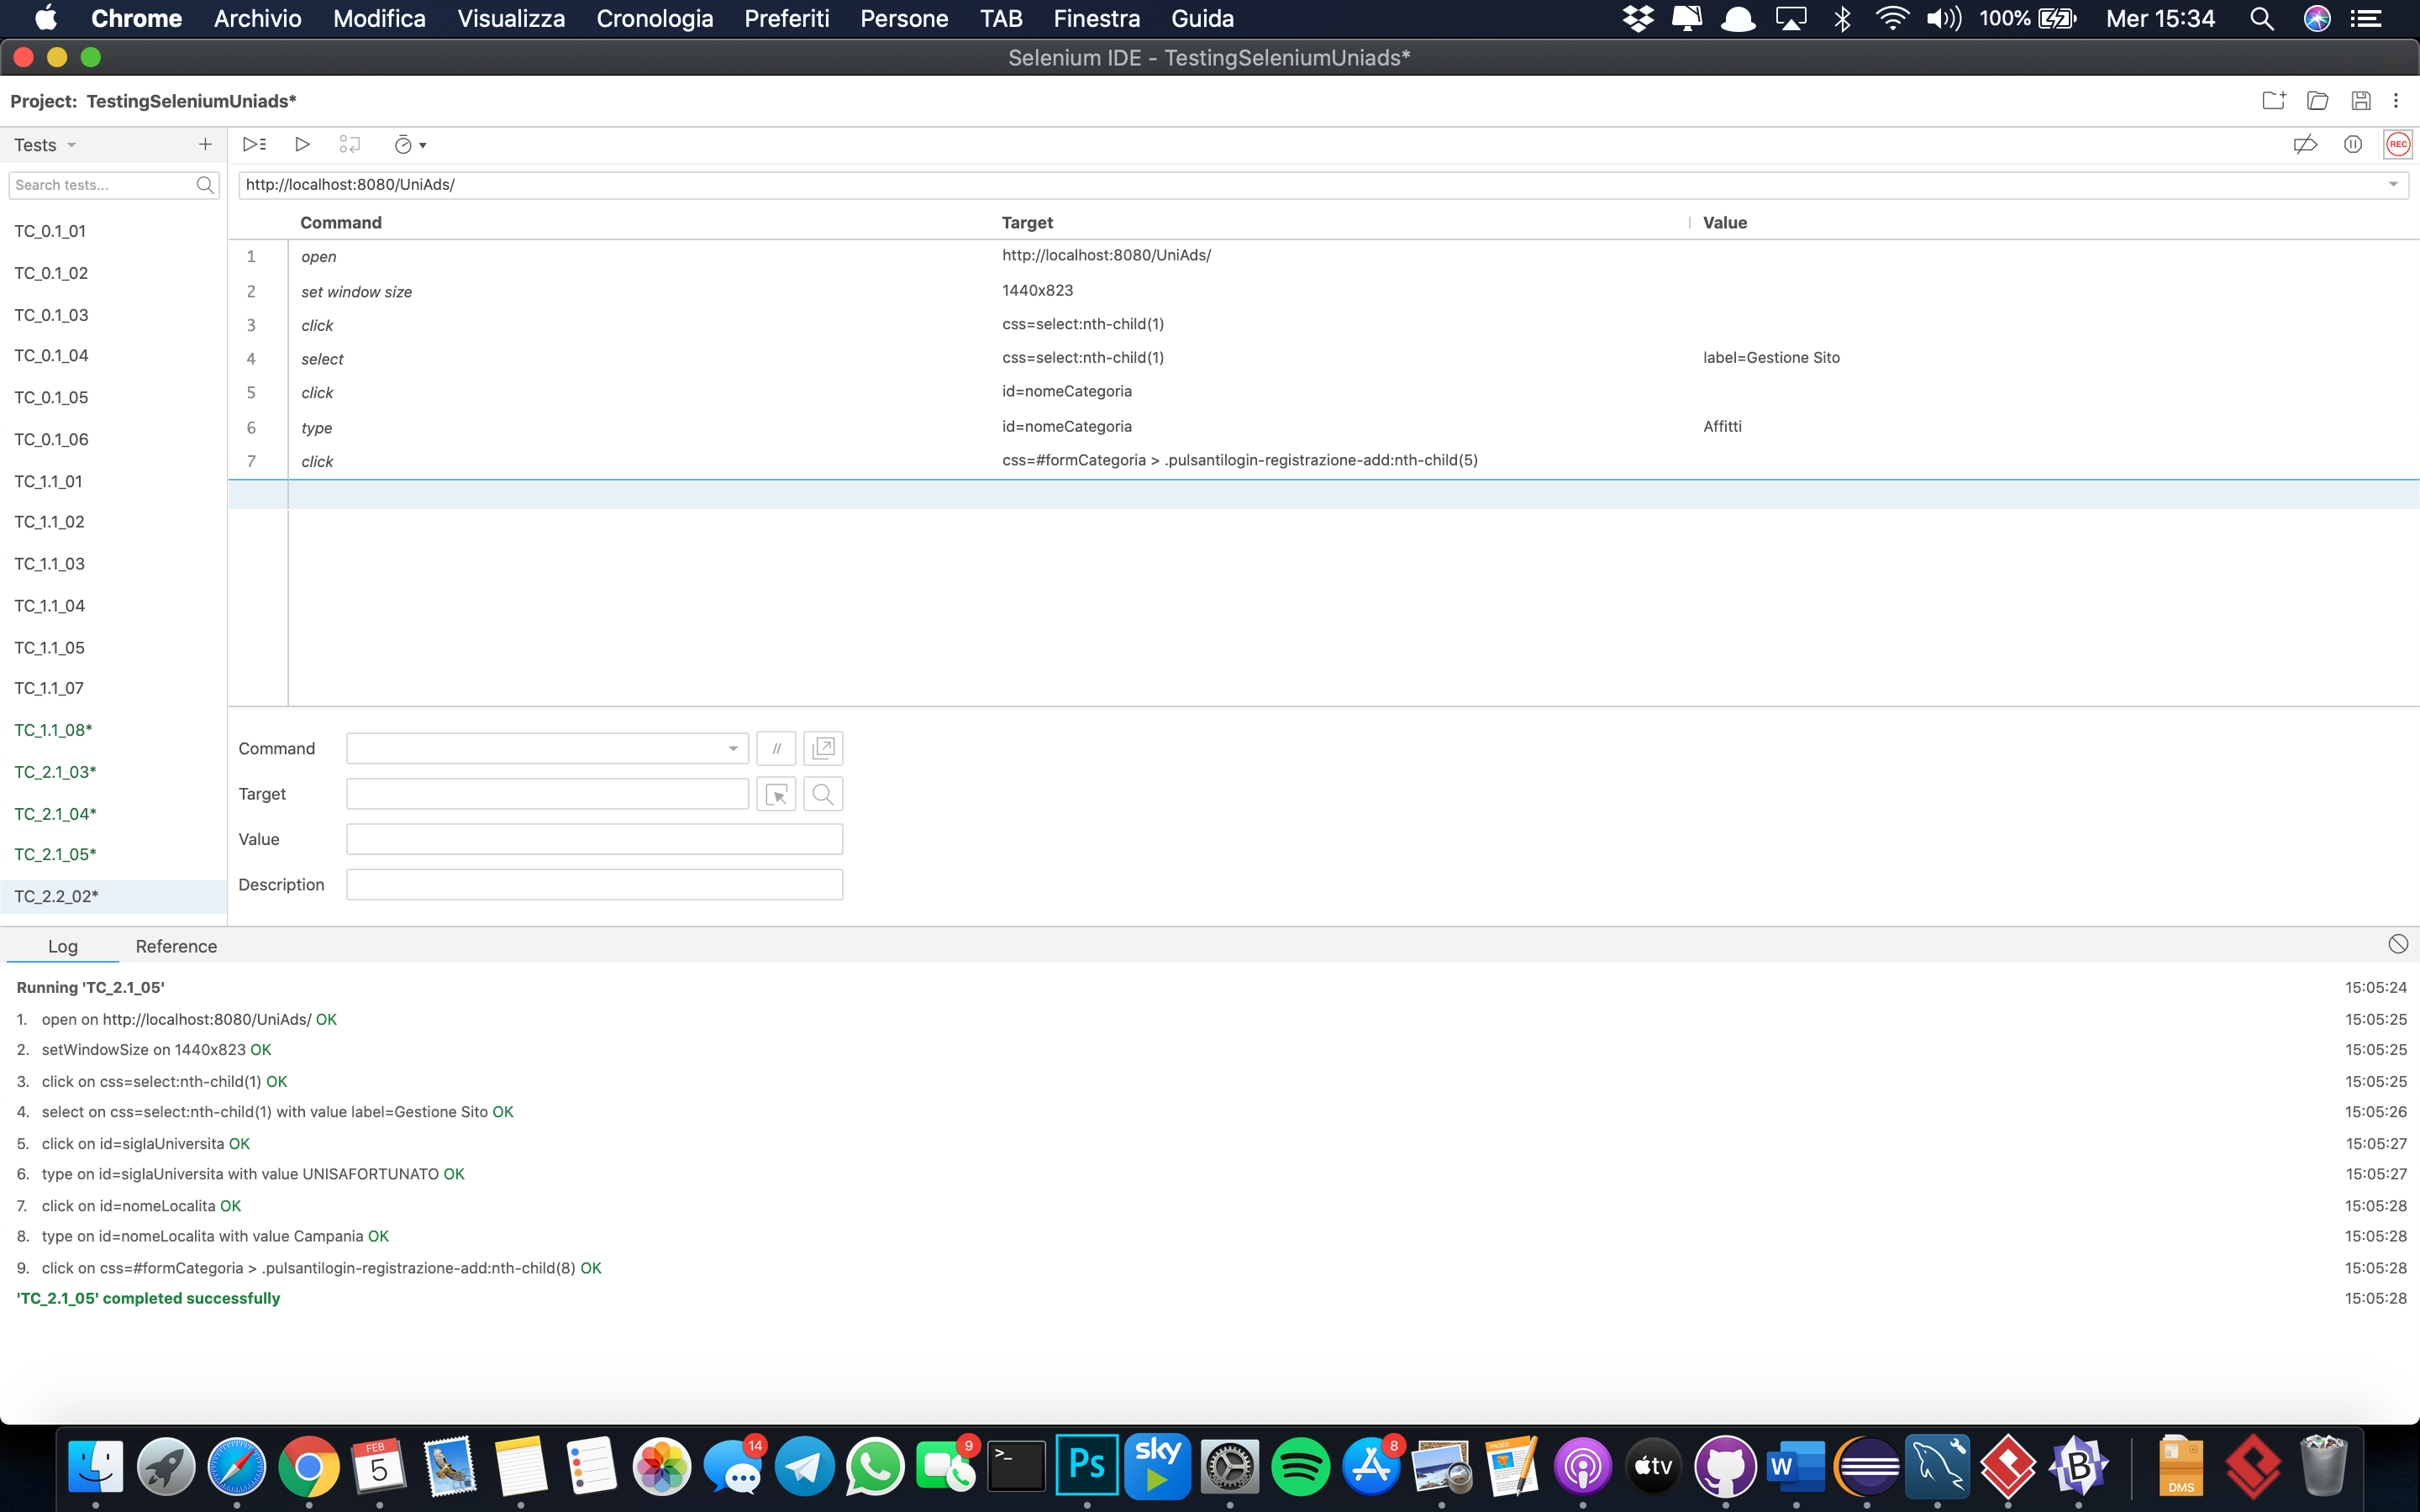 Chrome Archivio Modifica Visualizza Cronologia Preferiti Persone TAB Finestra Guida 100% Mer 15:34
Selenium IDE - TestingSeleniumUniads*
Project: TestingSeleniumUniads*
Tests
REC
Search tests...
http://localhost:8080/UniAds/
Command Target Value
1 open http://localhost:8080/UniAds/
2 set window size 1440x823
3 click css=select:nth-child(1)
4 select css=select:nth-child(1) label=Gestione Sito
5 click id=nomeCategoria
6 type id=nomeCategoria Affitti
7 click css=#formCategoria > .pulsantilogin-registrazione-add:nth-child(5)
TC_0.1_01
TC_0.1_02
TC_0.1_03
TC_0.1_04
TC_0.1_05
TC_0.1_06
TC_1.1_01
TC_1.1_02
TC_1.1_03
TC_1.1_04
TC_1.1_05
TC_1.1_07
TC_1.1_08*
TC_2.1_03*
TC_2.1_04*
TC_2.1_05*
TC_2.2_02*
Command //
Target
Value
Description
Log Reference
Running 'TC_2.1_05' 15:05:24
1. open on http://localhost:8080/UniAds/ OK 15:05:25
2. setWindowSize on 1440x823 OK 15:05:25
3. click on css=select:nth-child(1) OK 15:05:25
4. select on css=select:nth-child(1) with value label=Gestione Sito OK 15:05:26
5. click on id=siglaUniversita OK 15:05:27
6. type on id=siglaUniversita with value UNISAFORTUNATO OK 15:05:27
7. click on id=nomeLocalita OK 15:05:28
8. type on id=nomeLocalita with value Campania OK 15:05:28
9. click on css=#formCategoria > .pulsantilogin-registrazione-add:nth-child(8) OK 15:05:28
'TC_2.1_05' completed successfully 15:05:28
FEB
5
14
9
>_
Ps
sky
8
PAGES
tv
W
B
DMS